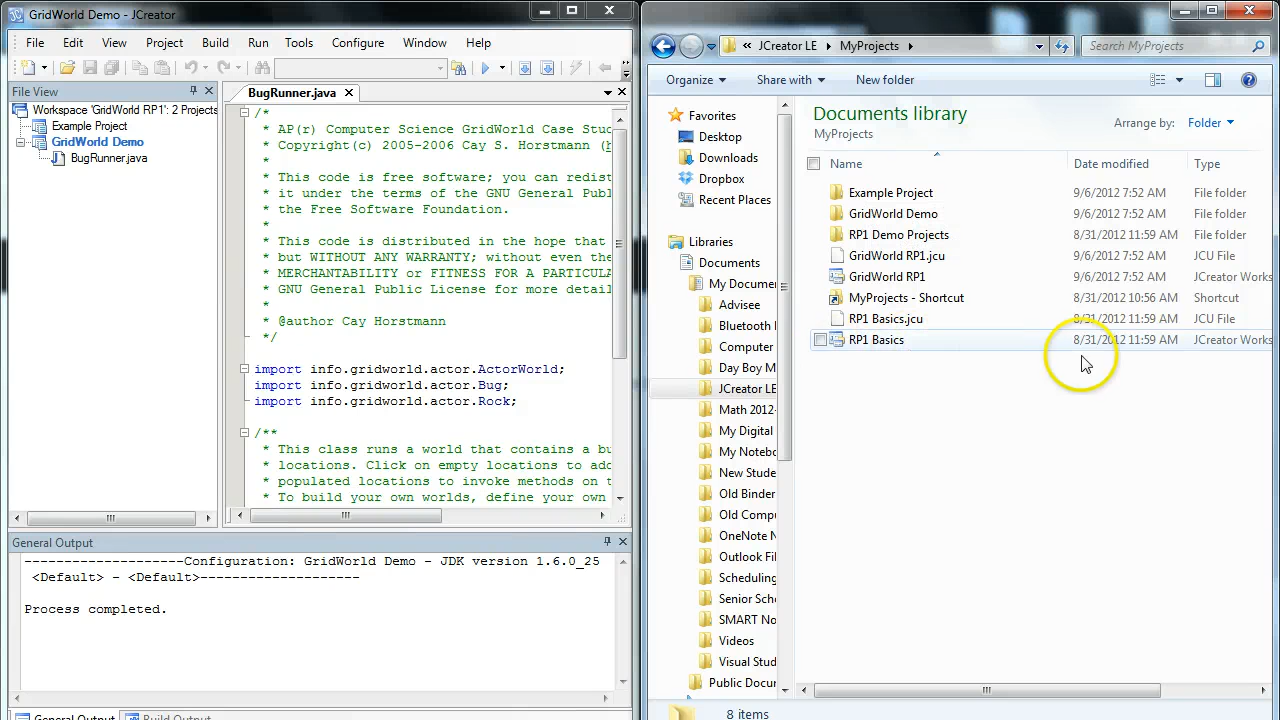 GridWorld Demo - JCreator
File Edit View Project Build Run Tools Configure Window Help
File View
Workspace 'GridWorld RP1': 2 Projects
Example Project
GridWorld Demo
BugRunner.java
BugRunner.java
/*
* AP(r) Computer Science GridWorld Case Stud
* Copyright(c) 2005-2006 Cay S. Horstmann (h
*
* This code is free software; you can redist
* it under the terms of the GNU General Publ
* the Free Software Foundation.
*
* This code is distributed in the hope that
* but WITHOUT ANY WARRANTY; without even the
* MERCHANTABILITY or FITNESS FOR A PARTICULA
* GNU General Public License for more detail
*
* @author Cay Horstmann
*/
import info.gridworld.actor.ActorWorld;
import info.gridworld.actor.Bug;
import info.gridworld.actor.Rock;
/**
* This class runs a world that contains a bu
* locations. Click on empty locations to add
* populated locations to invoke methods on t
* To build your own worlds, define your own
General Output
--------------------Configuration: GridWorld Demo - JDK version 1.6.0_25
<Default> - <Default>--------------------
Process completed.
General Output Build Output
« JCreator LE ▸ MyProjects ▸
Search MyProjects
Organize Share with New folder
Favorites
Desktop
Downloads
Dropbox
Recent Places
Libraries
Documents
My Docume
Advisee
Bluetooth
Computer
Day Boy M
JCreator LE
Math 2012-
My Digital
My Notebo
New Stude
Old Binder
Old Compu
OneNote N
Outlook Fil
Scheduling
Senior Sch
SMART No
Videos
Visual Stud
Public Docu
Documents library
MyProjects
Arrange by: Folder
Name Date modified Type
Example Project 9/6/2012 7:52 AM File folder
GridWorld Demo 9/6/2012 7:52 AM File folder
RP1 Demo Projects 8/31/2012 11:59 AM File folder
GridWorld RP1.jcu 9/6/2012 7:52 AM JCU File
GridWorld RP1 9/6/2012 7:52 AM JCreator Works
MyProjects - Shortcut 8/31/2012 10:56 AM Shortcut
RP1 Basics.jcu 8/31/2012 11:59 AM JCU File
RP1 Basics 8/31/2012 11:59 AM JCreator Works
8 items